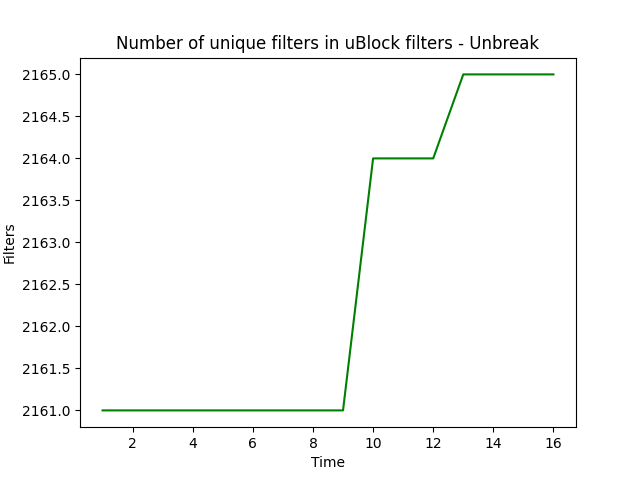 Number of unique filters in uBlock filters - Unbreak
2165.0
2164.5
2164.0
2163.5
2163.0
2162.5
2162.0
2161.5
2161.0
Filters
2 4 6 8 10 12 14 16
Time